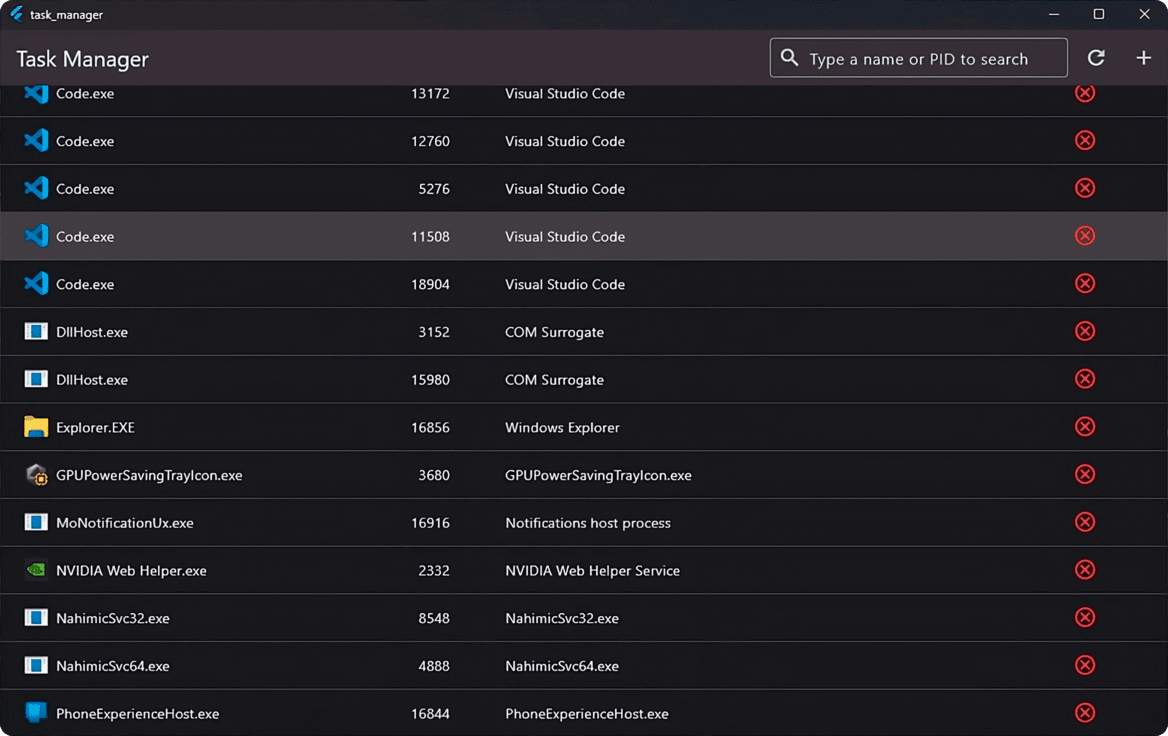 task_manager
Task Manager Type a name or PID to search
Code.exe 13172 Visual Studio Code
Code.exe 12760 Visual Studio Code
Code.exe 5276 Visual Studio Code
Code.exe 11508 Visual Studio Code
Code.exe 18904 Visual Studio Code
DllHost.exe 3152 COM Surrogate
DllHost.exe 15980 COM Surrogate
Explorer.EXE 16856 Windows Explorer
GPUPowerSavingTrayIcon.exe 3680 GPUPowerSavingTrayIcon.exe
MoNotificationUx.exe 16916 Notifications host process
NVIDIA Web Helper.exe 2332 NVIDIA Web Helper Service
NahimicSvc32.exe 8548 NahimicSvc32.exe
NahimicSvc64.exe 4888 NahimicSvc64.exe
PhoneExperienceHost.exe 16844 PhoneExperienceHost.exe